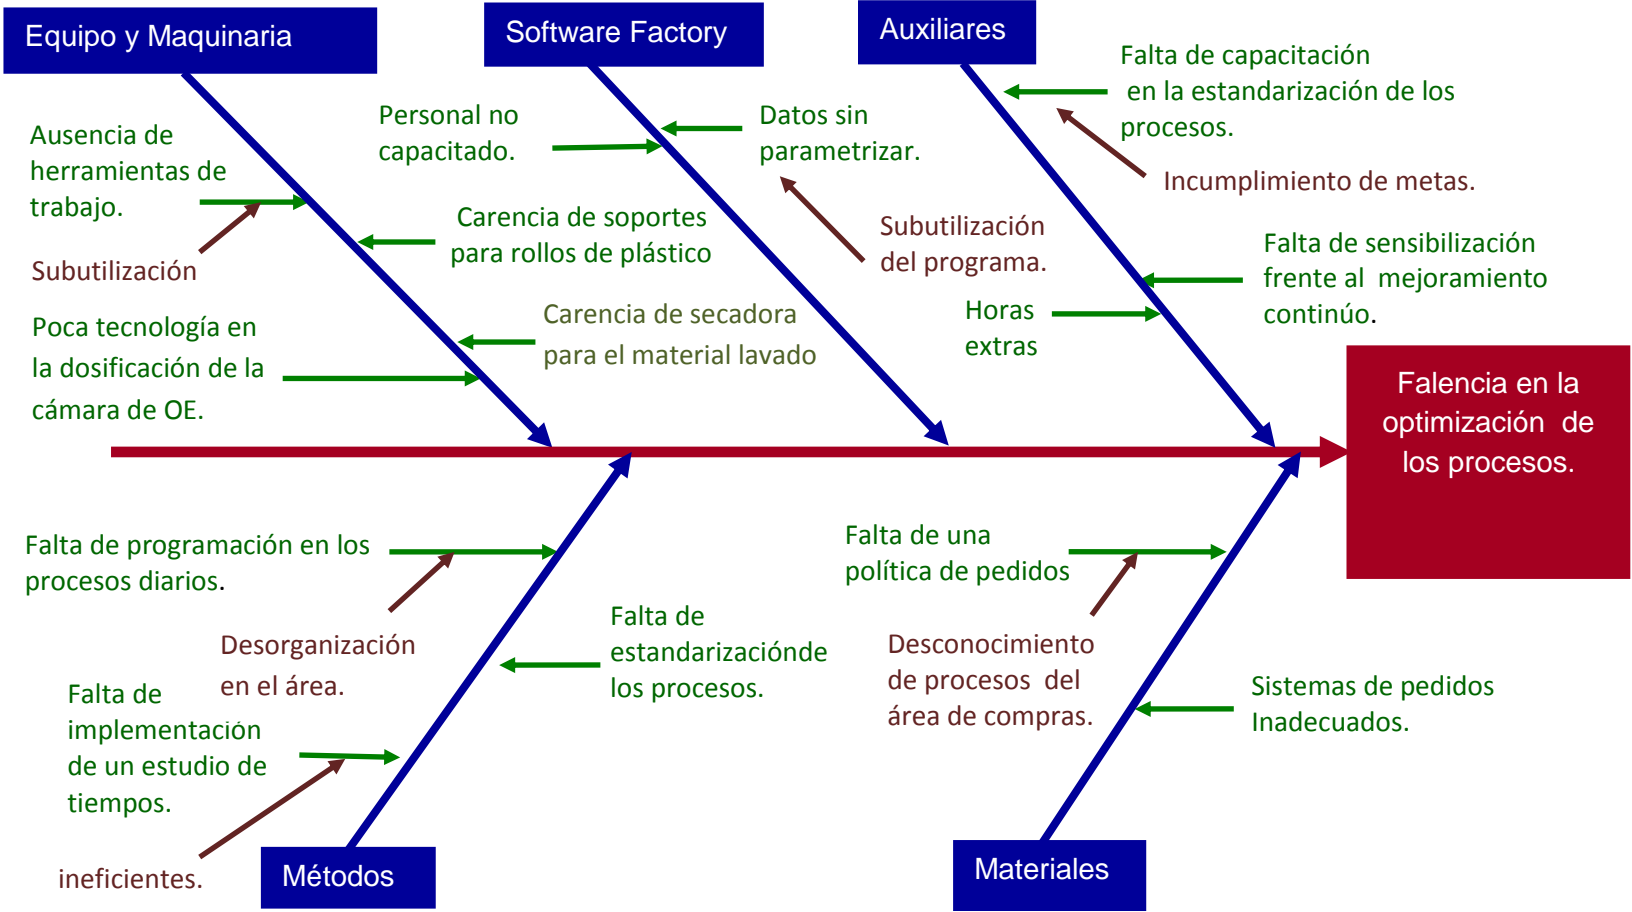 Equipo y Maquinaria
Software Factory
Auxiliares
Ausencia de
herramientas de
trabajo.
Subutilización
Poca tecnología en
la dosificación de la
cámara de OE.
Carencia de soportes
para rollos de plástico
Carencia de secadora
para el material lavado
Personal no
capacitado.
Datos sin
parametrizar.
Subutilización
del programa.
Falta de capacitación
en la estandarización de los
procesos.
Incumplimiento de metas.
Falta de sensibilización
frente al mejoramiento
continúo.
Horas
extras
Falencia en la
optimización de
los procesos.
Falta de programación en los
procesos diarios.
Desorganización
en el área.
Falta de
implementación
de un estudio de
tiempos.
ineficientes.
Falta de
estandarizaciónde
los procesos.
Falta de una
política de pedidos
Desconocimiento
de procesos del
área de compras.
Sistemas de pedidos
Inadecuados.
Métodos
Materiales